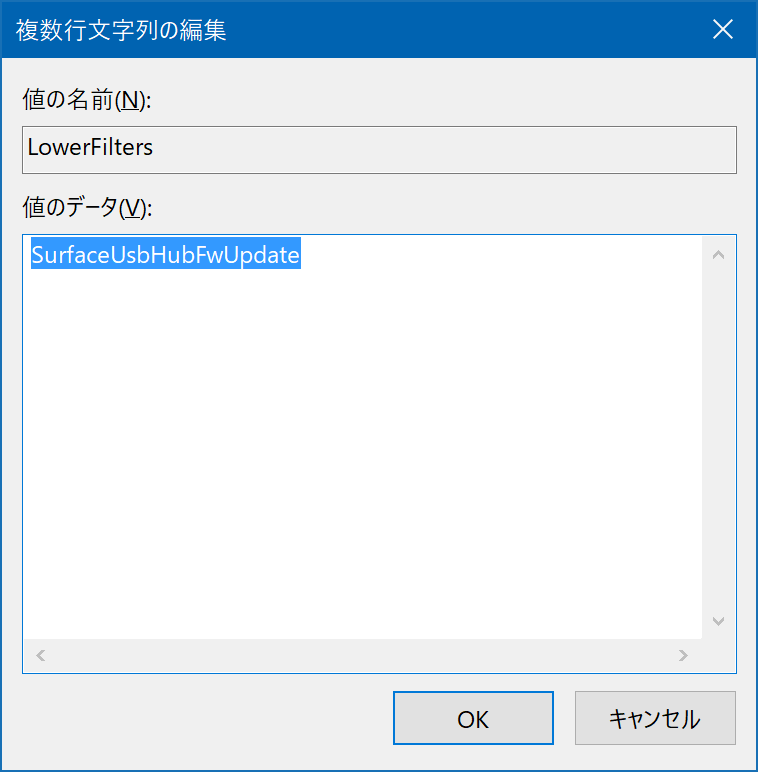 複数行文字列の編集
値の名前(N):
LowerFilters
値のデータ(V):
SurfaceUsbHubFwUpdate
OK
キャンセル